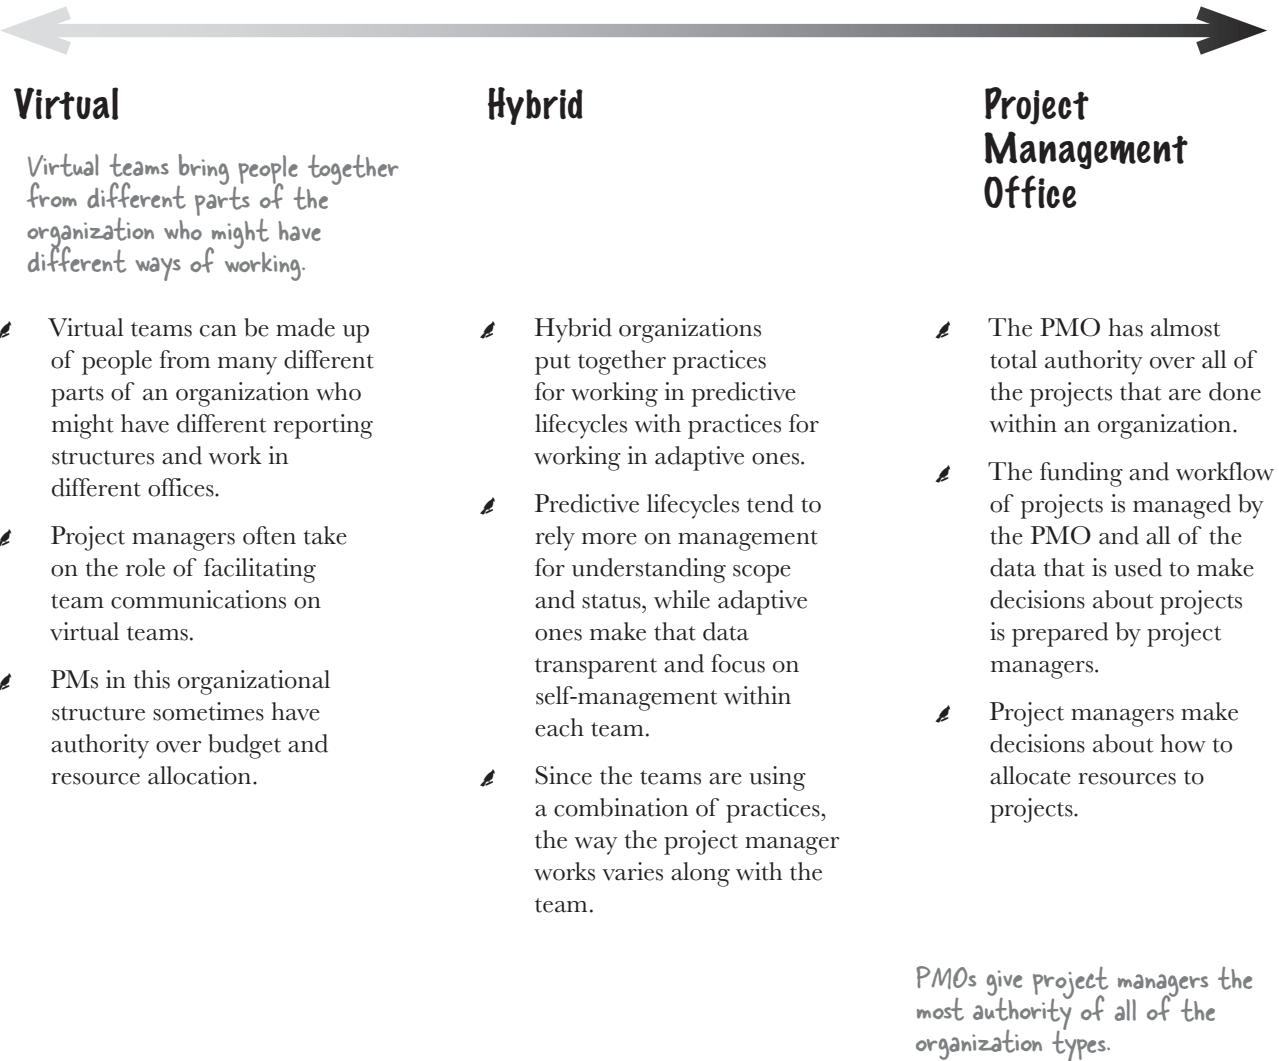 Virtual
Virtual teams bring people together
from different parts of the
organization who might have
different ways of working.
Virtual teams can be made up
of people from many different
parts of an organization who
might have different reporting
structures and work in
different offices.
Project managers often take
on the role of facilitating
team communications on
virtual teams.
PMs in this organizational
structure sometimes have
authority over budget and
resource allocation.
Hybrid
Hybrid organizations
put together practices
for working in predictive
lifecycles with practices for
working in adaptive ones.
Predictive lifecycles tend to
rely more on management
for understanding scope
and status, while adaptive
ones make that data
transparent and focus on
self-management within
each team.
Since the teams are using
a combination of practices,
the way the project manager
works varies along with the
team.
Project
Management
Office
The PMO has almost
total authority over all of
the projects that are done
within an organization.
The funding and workflow
of projects is managed by
the PMO and all of the
data that is used to make
decisions about projects
is prepared by project
managers.
Project managers make
decisions about how to
allocate resources to
projects.
PMOs give project managers the
most authority of all of the
organization types.